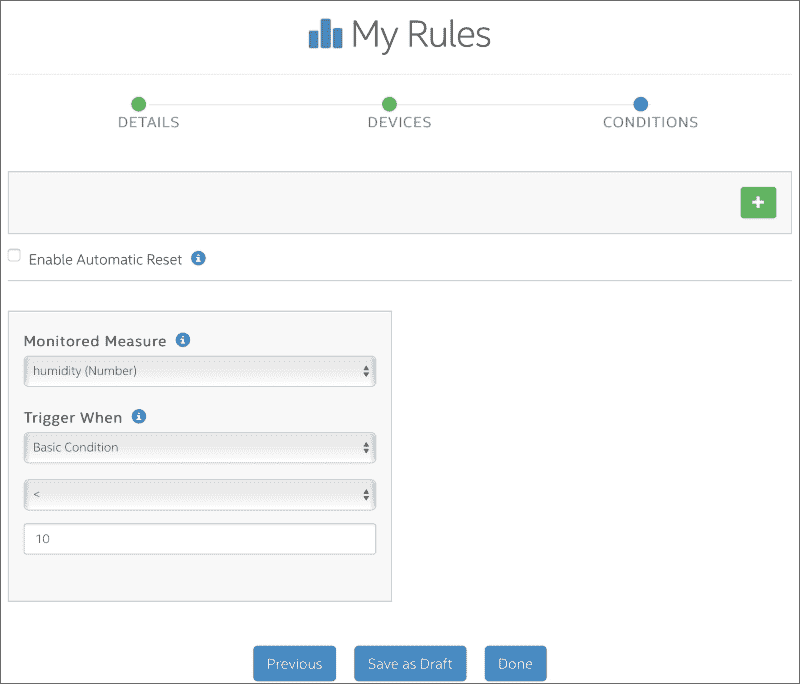 My Rules
DETAILS
DEVICES
CONDITIONS
+
Enable Automatic Reset i
Monitored Measure i
humidity (Number)
Trigger When i
Basic Condition
<
10
Previous
Save as Draft
Done